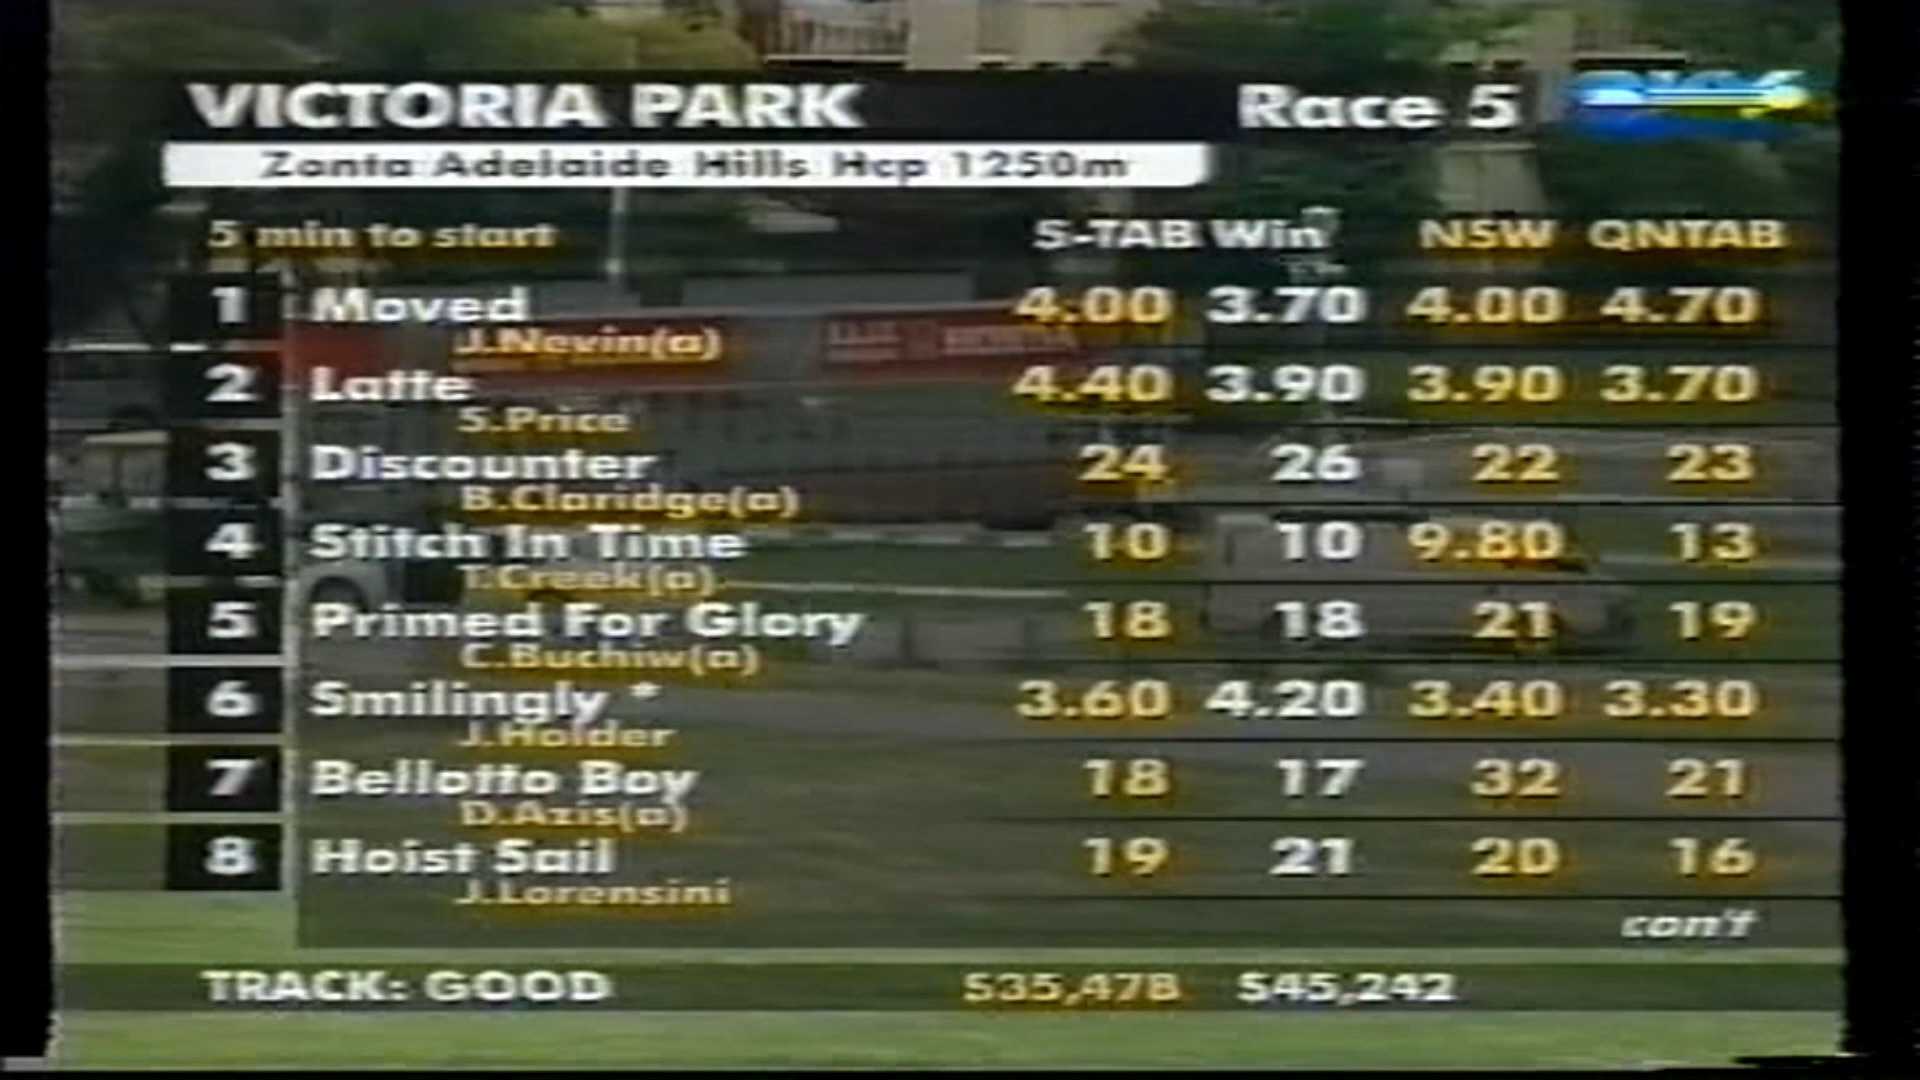 VICTORIA PARK Race 5
Zonta Adelaide Hills Hcp 1250m
5 min to start S-TAB Win NSW QNTAB
1 Moved 4.00 3.70 4.00 4.70
J.Nevin(a)
2 Latte 4.40 3.90 3.90 3.70
S.Price
3 Discounter 24 26 22 23
B.Claridge(a)
4 Stitch In Time 10 10 9.80 13
T.Creek(a)
5 Primed For Glory 18 18 21 19
C.Buchiw(a)
6 Smilingly * 3.60 4.20 3.40 3.30
J.Holder
7 Bellotto Boy 18 17 32 21
D.Azis(a)
8 Hoist Sail 19 21 20 16
J.Lorensini
con't
TRACK: GOOD $35,478 $45,242